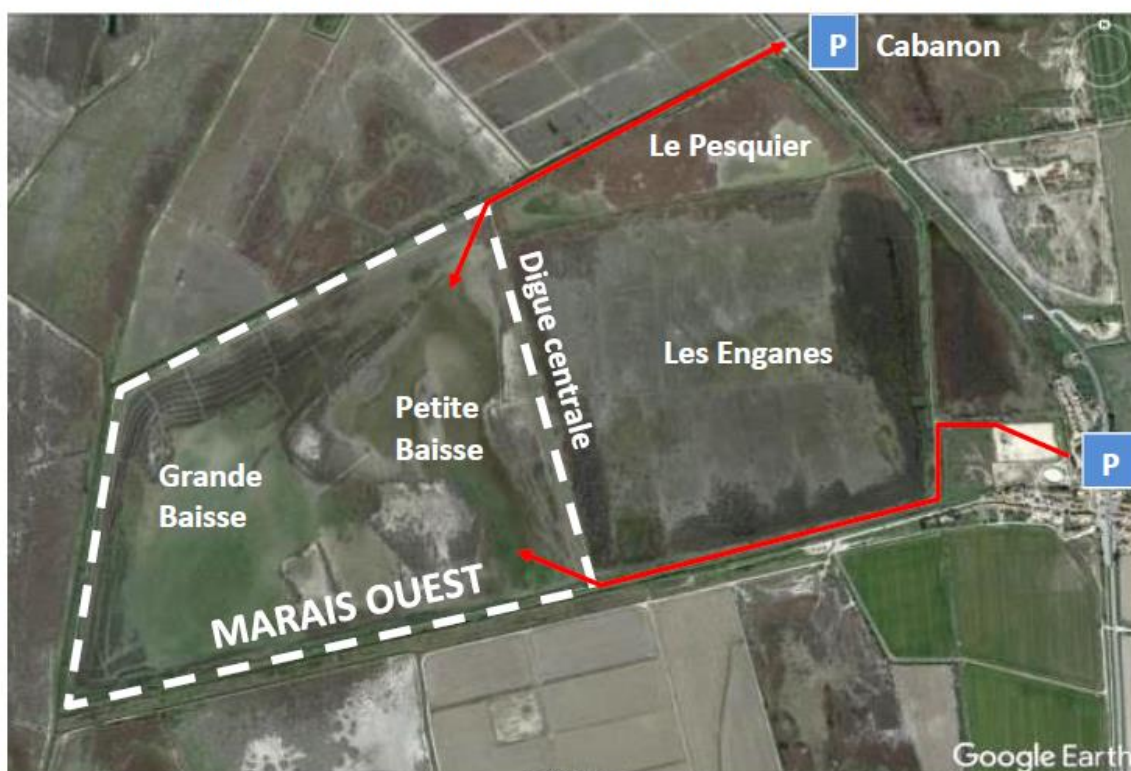 P Cabanon
Le Pesquier
Digue centrale
Les Enganes
Petite
Baisse
Grande
Baisse
P
MARAIS OUEST
Google Earth